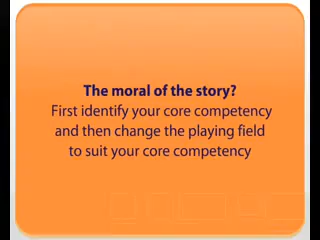 The moral of the story?
First identify your core competency
and then change the playing field
to suit your core competency